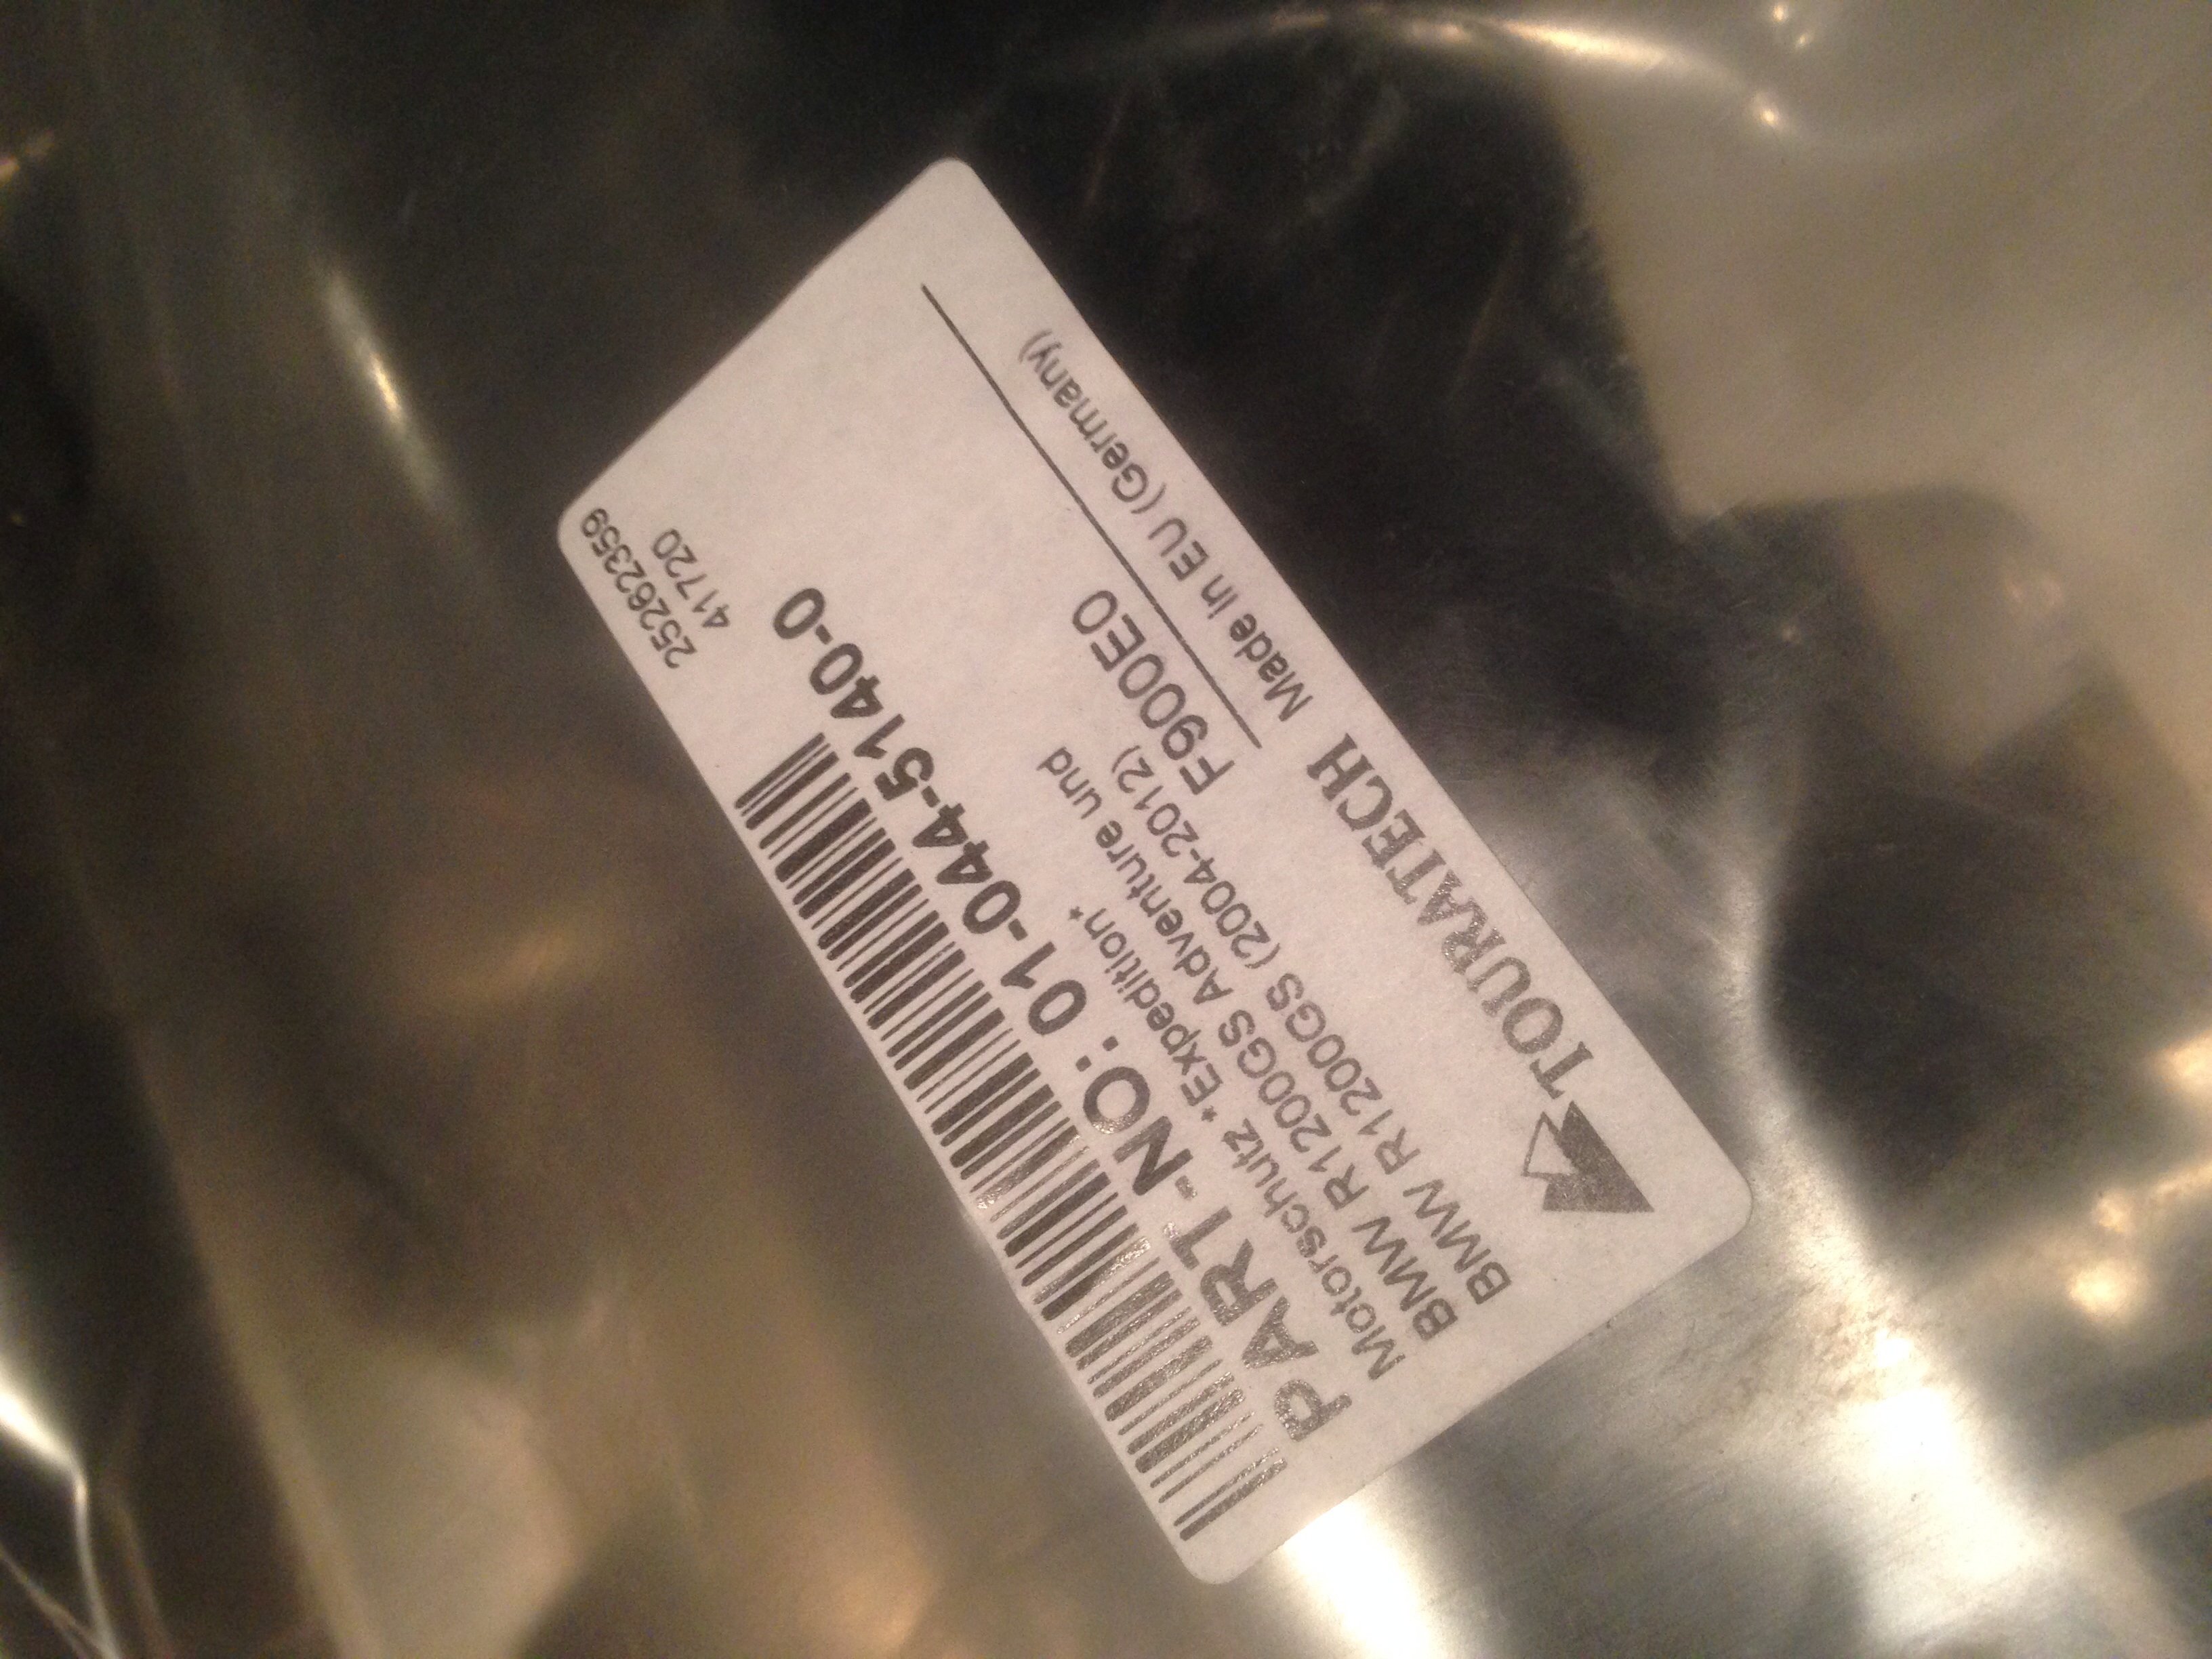 25262359
41720
PART-NO: 01-044-5140-0
Motorschutz *Expedition*
BMW R1200GS Adventure und
BMW R1200GS (2004-2012)
F900E0
TOURATECH Made in EU (Germany)